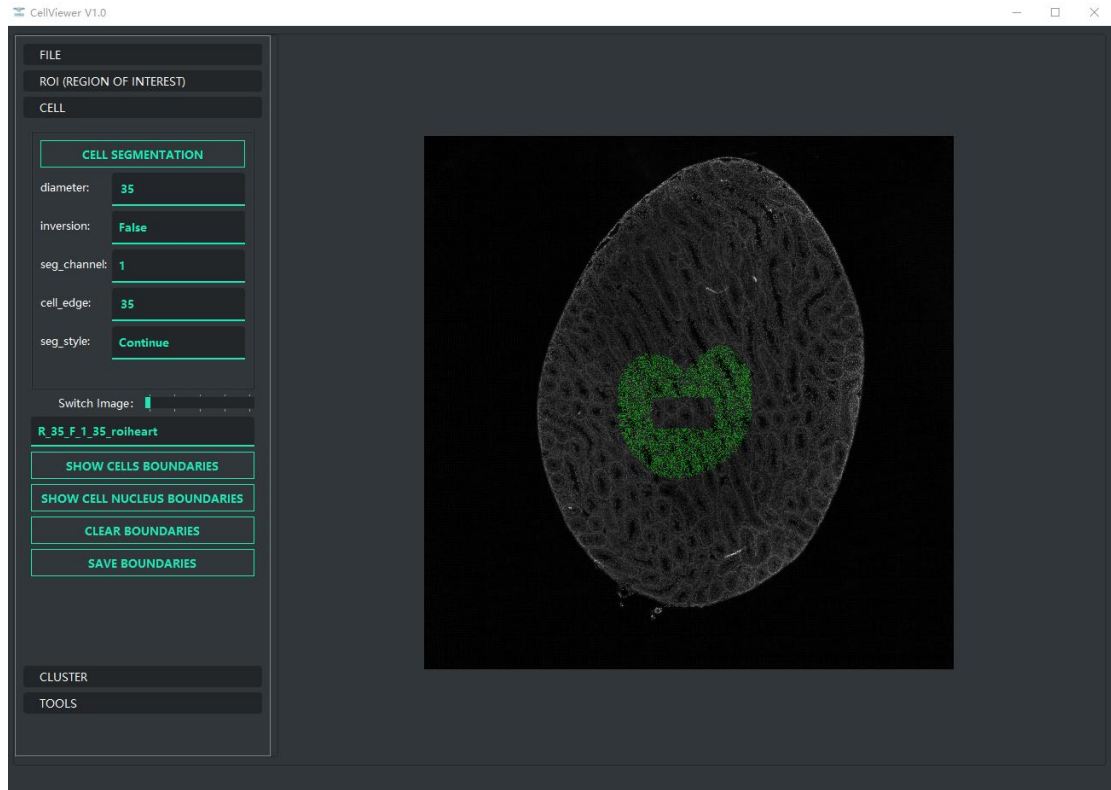 CellViewer V1.0
FILE
ROI (REGION OF INTEREST)
CELL
CELL SEGMENTATION
diameter: 35
inversion: False
seg_channel: 1
cell_edge: 35
seg_style: Continue
Switch Image:
R_35_F_1_35_roiheart
SHOW CELLS BOUNDARIES
SHOW CELL NUCLEUS BOUNDARIES
CLEAR BOUNDARIES
SAVE BOUNDARIES
CLUSTER
TOOLS